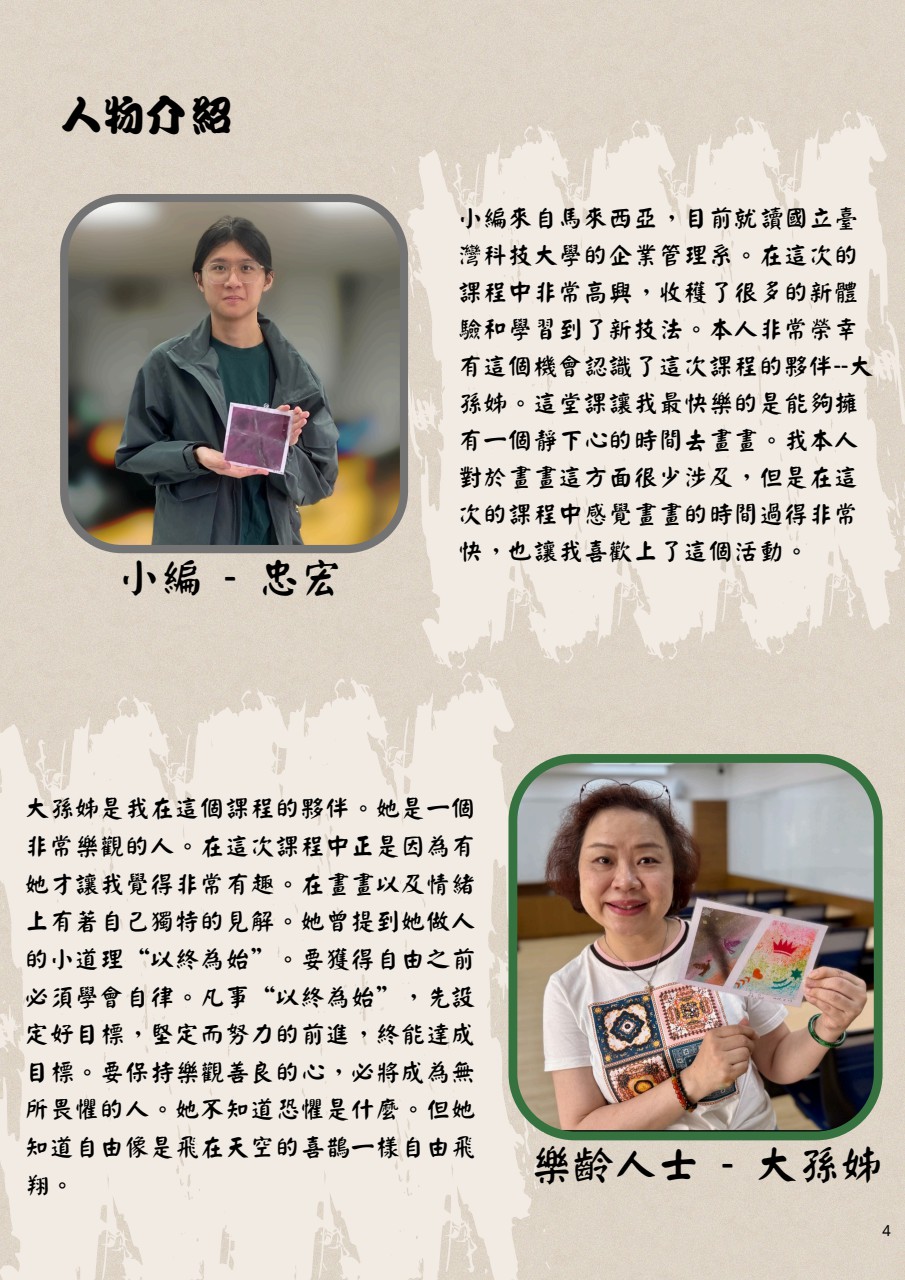 人物介紹
小編來自馬來西亞，目前就讀國立臺
灣科技大學的企業管理系。在這次的
課程中非常高興，收穫了很多的新體
驗和學習到了新技法。本人非常榮幸
有這個機會認識了這次課程的夥伴--大
孫姊。這堂課讓我最快樂的是能夠擁
有一個靜下心的時間去畫畫。我本人
對於畫畫這方面很少涉及，但是在這
次的課程中感覺畫畫的時間過得非常
快，也讓我喜歡上了這個活動。
小編 - 忠宏
大孫姊是我在這個課程的夥伴。她是一個
非常樂觀的人。在這次課程中正是因為有
她才讓我覺得非常有趣。在畫畫以及情緒
上有著自己獨特的見解。她曾提到她做人
的小道理“以終為始”。要獲得自由之前
必須學會自律。凡事“以終為始”，先設
定好目標，堅定而努力的前進，終能達成
目標。要保持樂觀善良的心，必將成為無
所畏懼的人。她不知道恐懼是什麼。但她
知道自由像是飛在天空的喜鵲一樣自由飛
翔。
樂齡人士 - 大孫姊
4